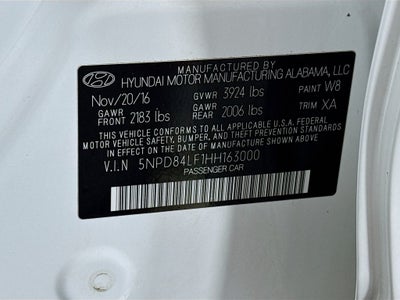 MANUFACTURED BY
HYUNDAI MOTOR MANUFACTURING ALABAMA, LLC
Nov/20/16 GVWR 3924 lbs PAINT W8
GAWR FRONT 2183 lbs GAWR REAR 2006 lbs TRIM XA
THIS VEHICLE CONFORMS TO ALL APPLICABLE FEDERAL
MOTOR VEHICLE SAFETY, BUMPER, AND THEFT PREVENTION STANDARDS
IN EFFECT ON THE DATE OF MANUFACTURE SHOWN ABOVE.
V.I.N 5NPD84LF1HH163000
PASSENGER CAR